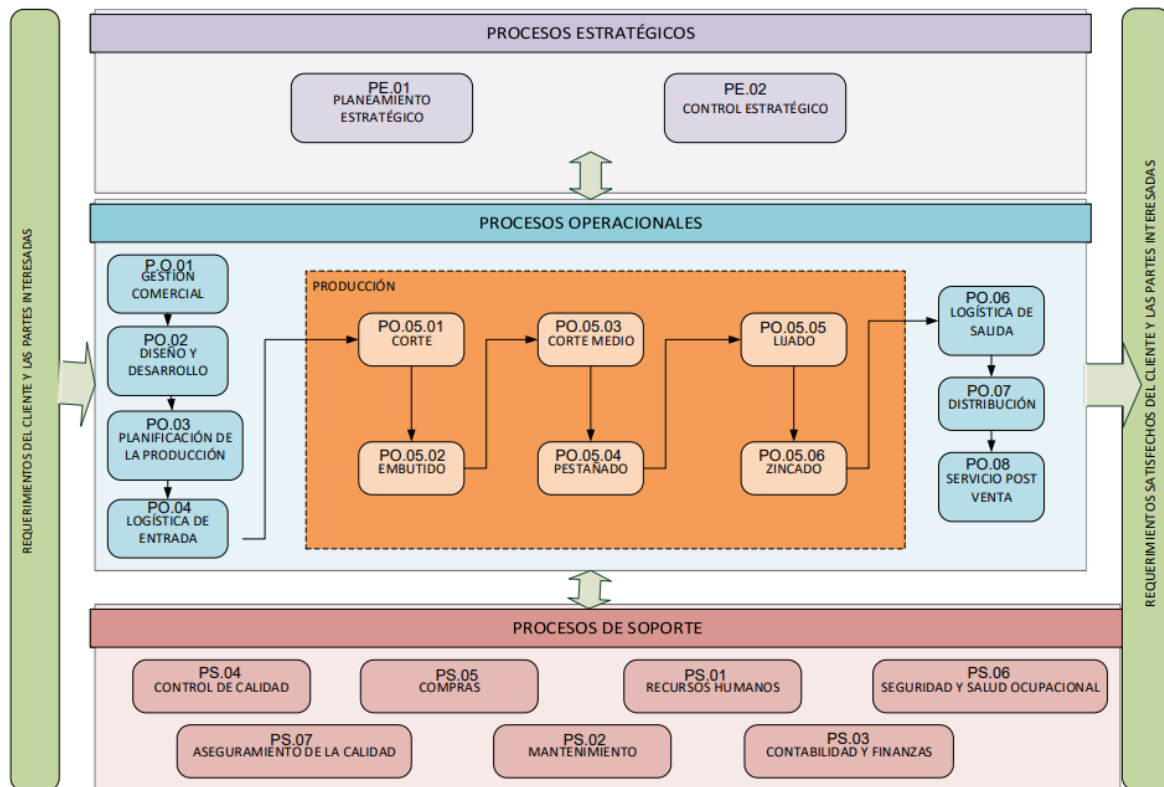 REQUERIMIENTOS DEL CLIENTE Y LAS PARTES INTERESADAS
PROCESOS ESTRATÉGICOS
PE.01
PLANEAMIENTO
ESTRATÉGICO
PE.02
CONTROL ESTRATÉGICO
PROCESOS OPERACIONALES
P.O.01
GESTIÓN
COMERCIAL
PO.02
DISEÑO Y
DESARROLLO
PO.03
PLANIFICACIÓN DE
LA PRODUCCIÓN
PO.04
LOGÍSTICA DE
ENTRADA
PRODUCCIÓN
PO.05.01
CORTE
PO.05.02
EMBUTIDO
PO.05.03
CORTE MEDIO
PO.05.04
PESTAÑADO
PO.05.05
LIJADO
PO.05.06
ZINCADO
PO.06
LOGÍSTICA DE
SALIDA
PO.07
DISTRIBUCIÓN
PO.08
SERVICIO POST
VENTA
PROCESOS DE SOPORTE
PS.04
CONTROL DE CALIDAD
PS.05
COMPRAS
PS.01
RECURSOS HUMANOS
PS.06
SEGURIDAD Y SALUD OCUPACIONAL
PS.07
ASEGURAMIENTO DE LA CALIDAD
PS.02
MANTENIMIENTO
PS.03
CONTABILIDAD Y FINANZAS
REQUERIMIENTOS SATISFECHOS DEL CLIENTE Y LAS PARTES INTERESADAS